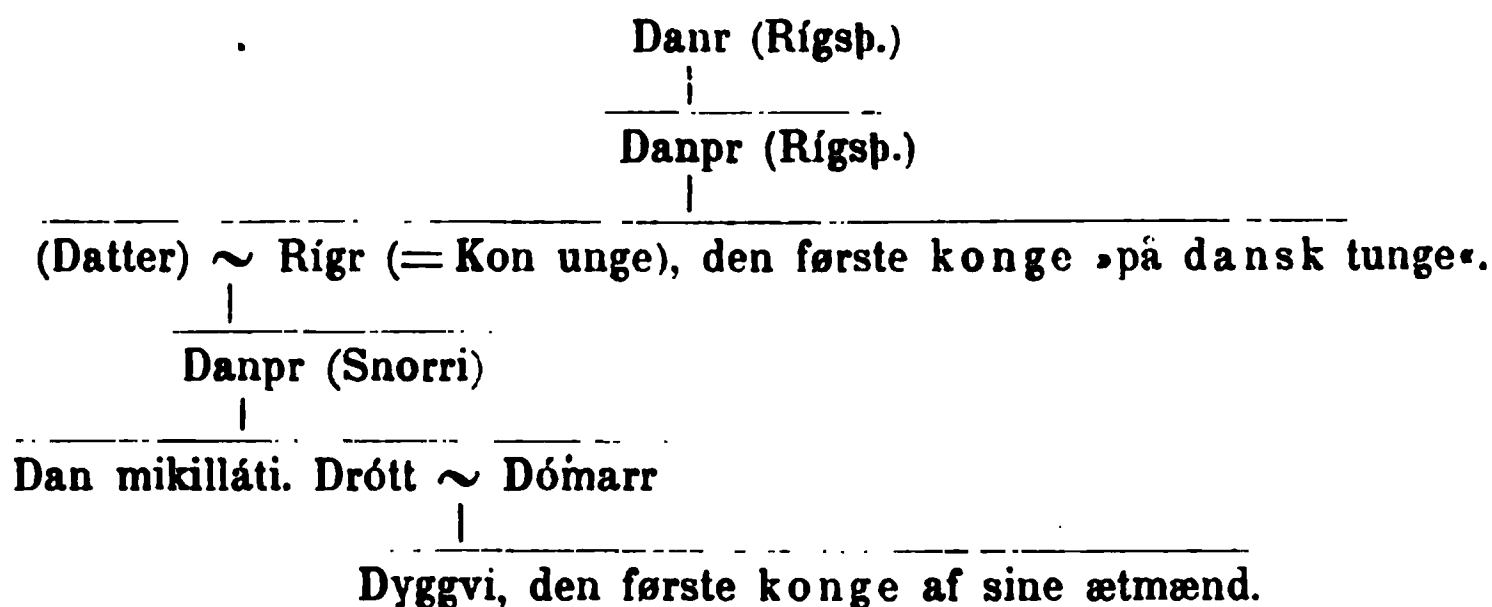 Danr (Rígsþ.)
Danpr (Rígsþ.)
(Datter) ~ Rígr (= Kon unge), den første konge »på dansk tunge«.
Danpr (Snorri)
Dan mikilláti. Drótt ~ Dómarr
Dyggvi, den første konge af sine ætmænd.